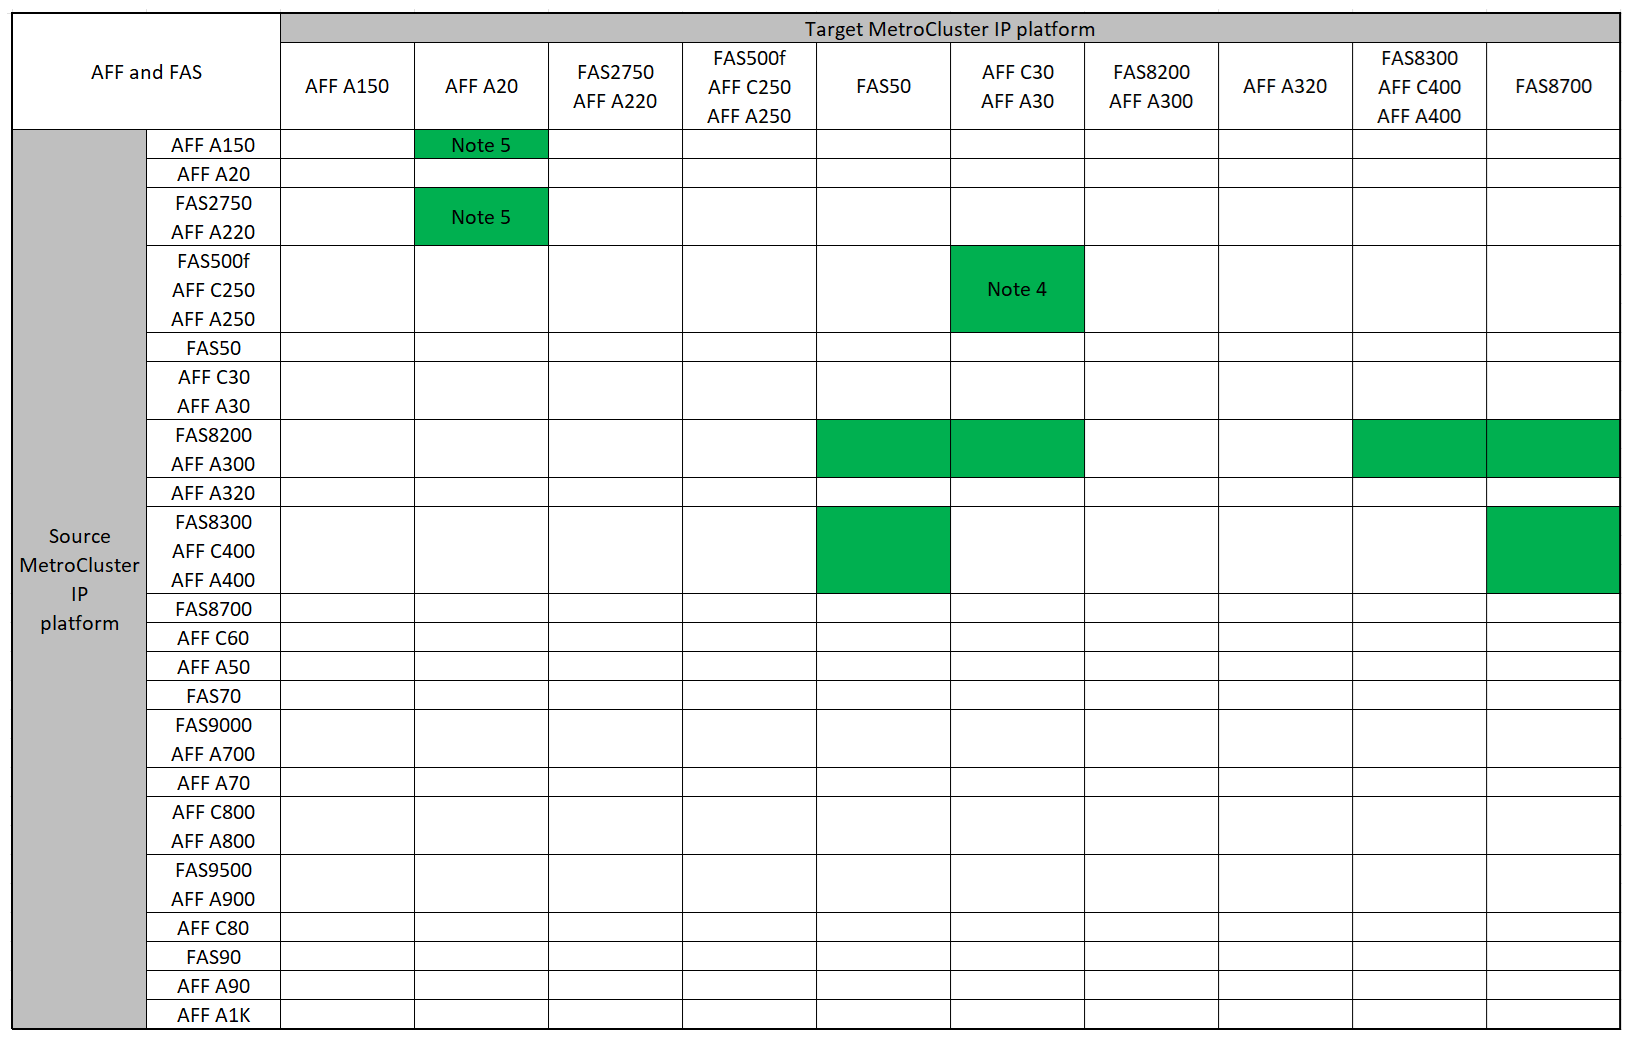 Target MetroCluster IP platform
AFF and FAS
AFF A150
AFF A20
FAS2750
AFF A220
FAS500f
AFF C250
AFF A250
FAS50
AFF C30
AFF A30
FAS8200
AFF A300
AFF A320
FAS8300
AFF C400
AFF A400
FAS8700
Source
MetroCluster
IP
platform
AFF A150
Note 5
AFF A20
FAS2750
AFF A220
Note 5
FAS500f
AFF C250
AFF A250
Note 4
FAS50
AFF C30
AFF A30
FAS8200
AFF A300
AFF A320
FAS8300
AFF C400
AFF A400
FAS8700
AFF C60
AFF A50
FAS70
FAS9000
AFF A700
AFF A70
AFF C800
AFF A800
FAS9500
AFF A900
AFF C80
FAS90
AFF A90
AFF A1K